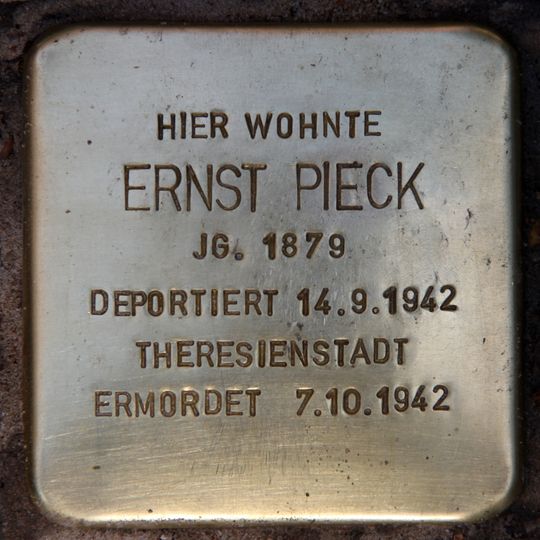 HIER WOHNTE
ERNST PIECK
JG. 1879
DEPORTIERT 14.9.1942
THERESIENSTADT
ERMORDET 7.10.1942